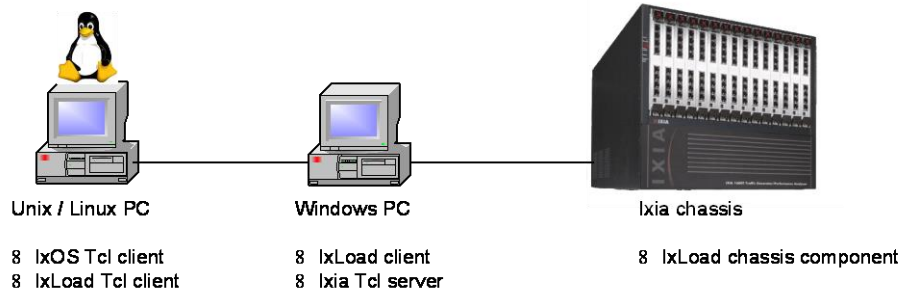 IXIA
Unix / Linux PC
Windows PC
Ixia chassis
8 IxOS Tcl client
8 IxLoad Tcl client
8 IxLoad client
8 Ixia Tcl server
8 IxLoad chassis component